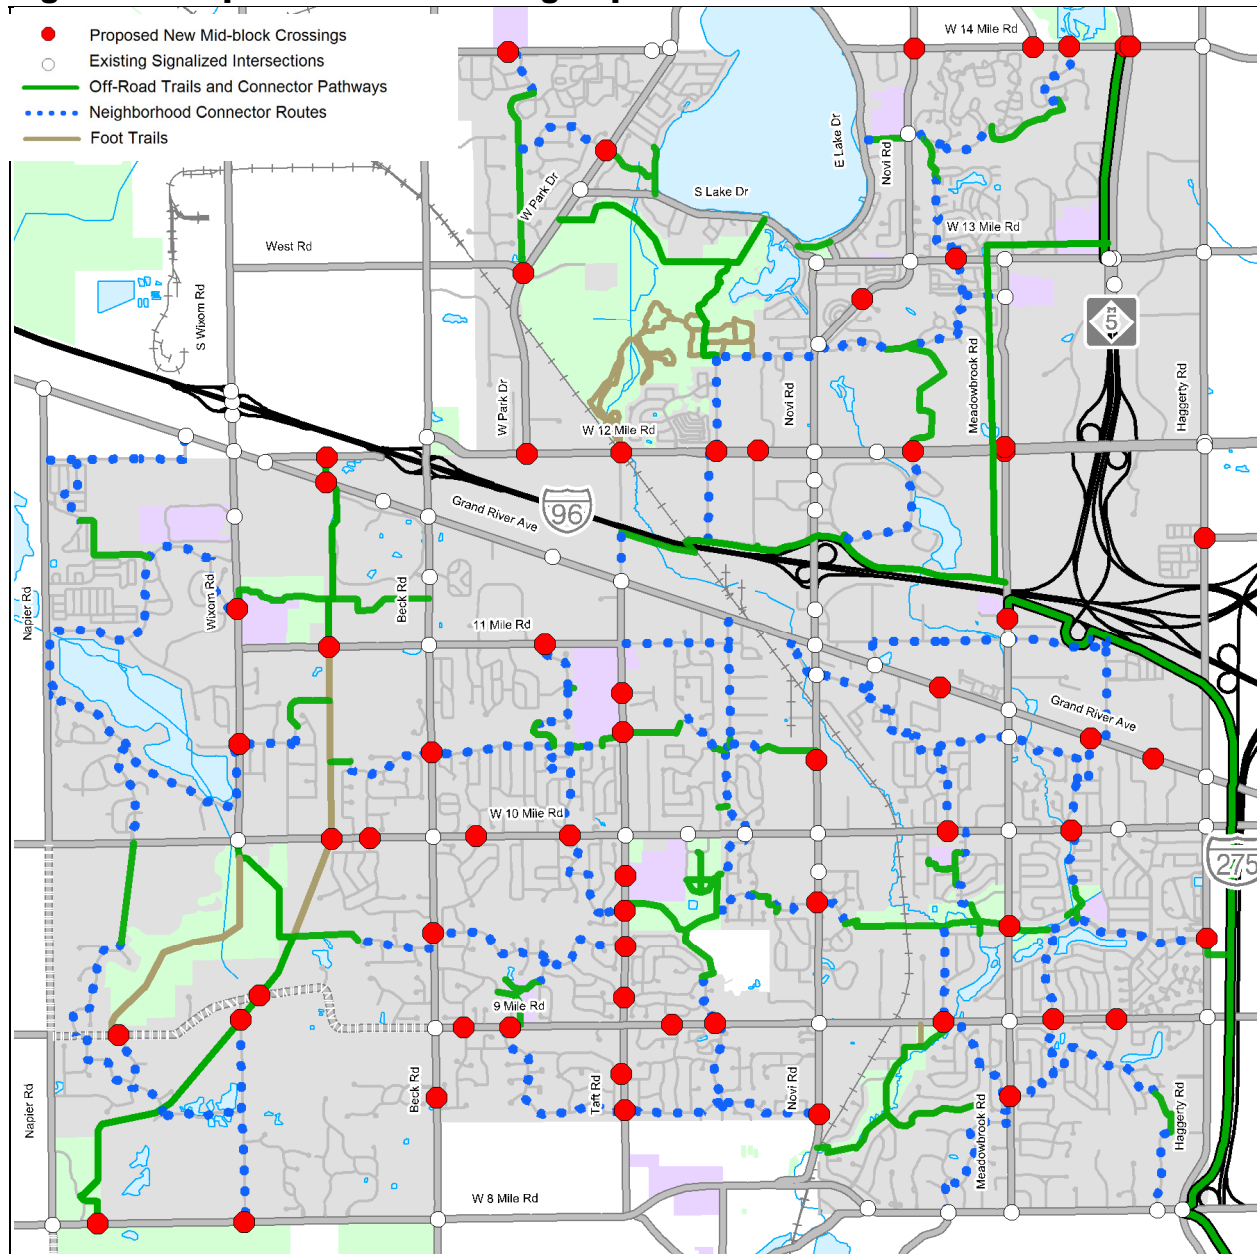 Proposed New Mid-block Crossings
Existing Signalized Intersections
Off-Road Trails and Connector Pathways
Neighborhood Connector Routes
Foot Trails
W 14 Mile Rd
E Lake Dr
Novi Rd
S Lake Dr
W Park Dr
W 13 Mile Rd
West Rd
S Wixom Rd
M
5
Meadowbrook Rd
Haggerty Rd
W Park Dr
Novi Rd
W 12 Mile Rd
96
Grand River Ave
Napier Rd
Wixom Rd
Beck Rd
11 Mile Rd
Grand River Ave
W 10 Mile Rd
275
9 Mile Rd
Napier Rd
Beck Rd
Taft Rd
Novi Rd
Meadowbrook Rd
Haggerty Rd
W 8 Mile Rd